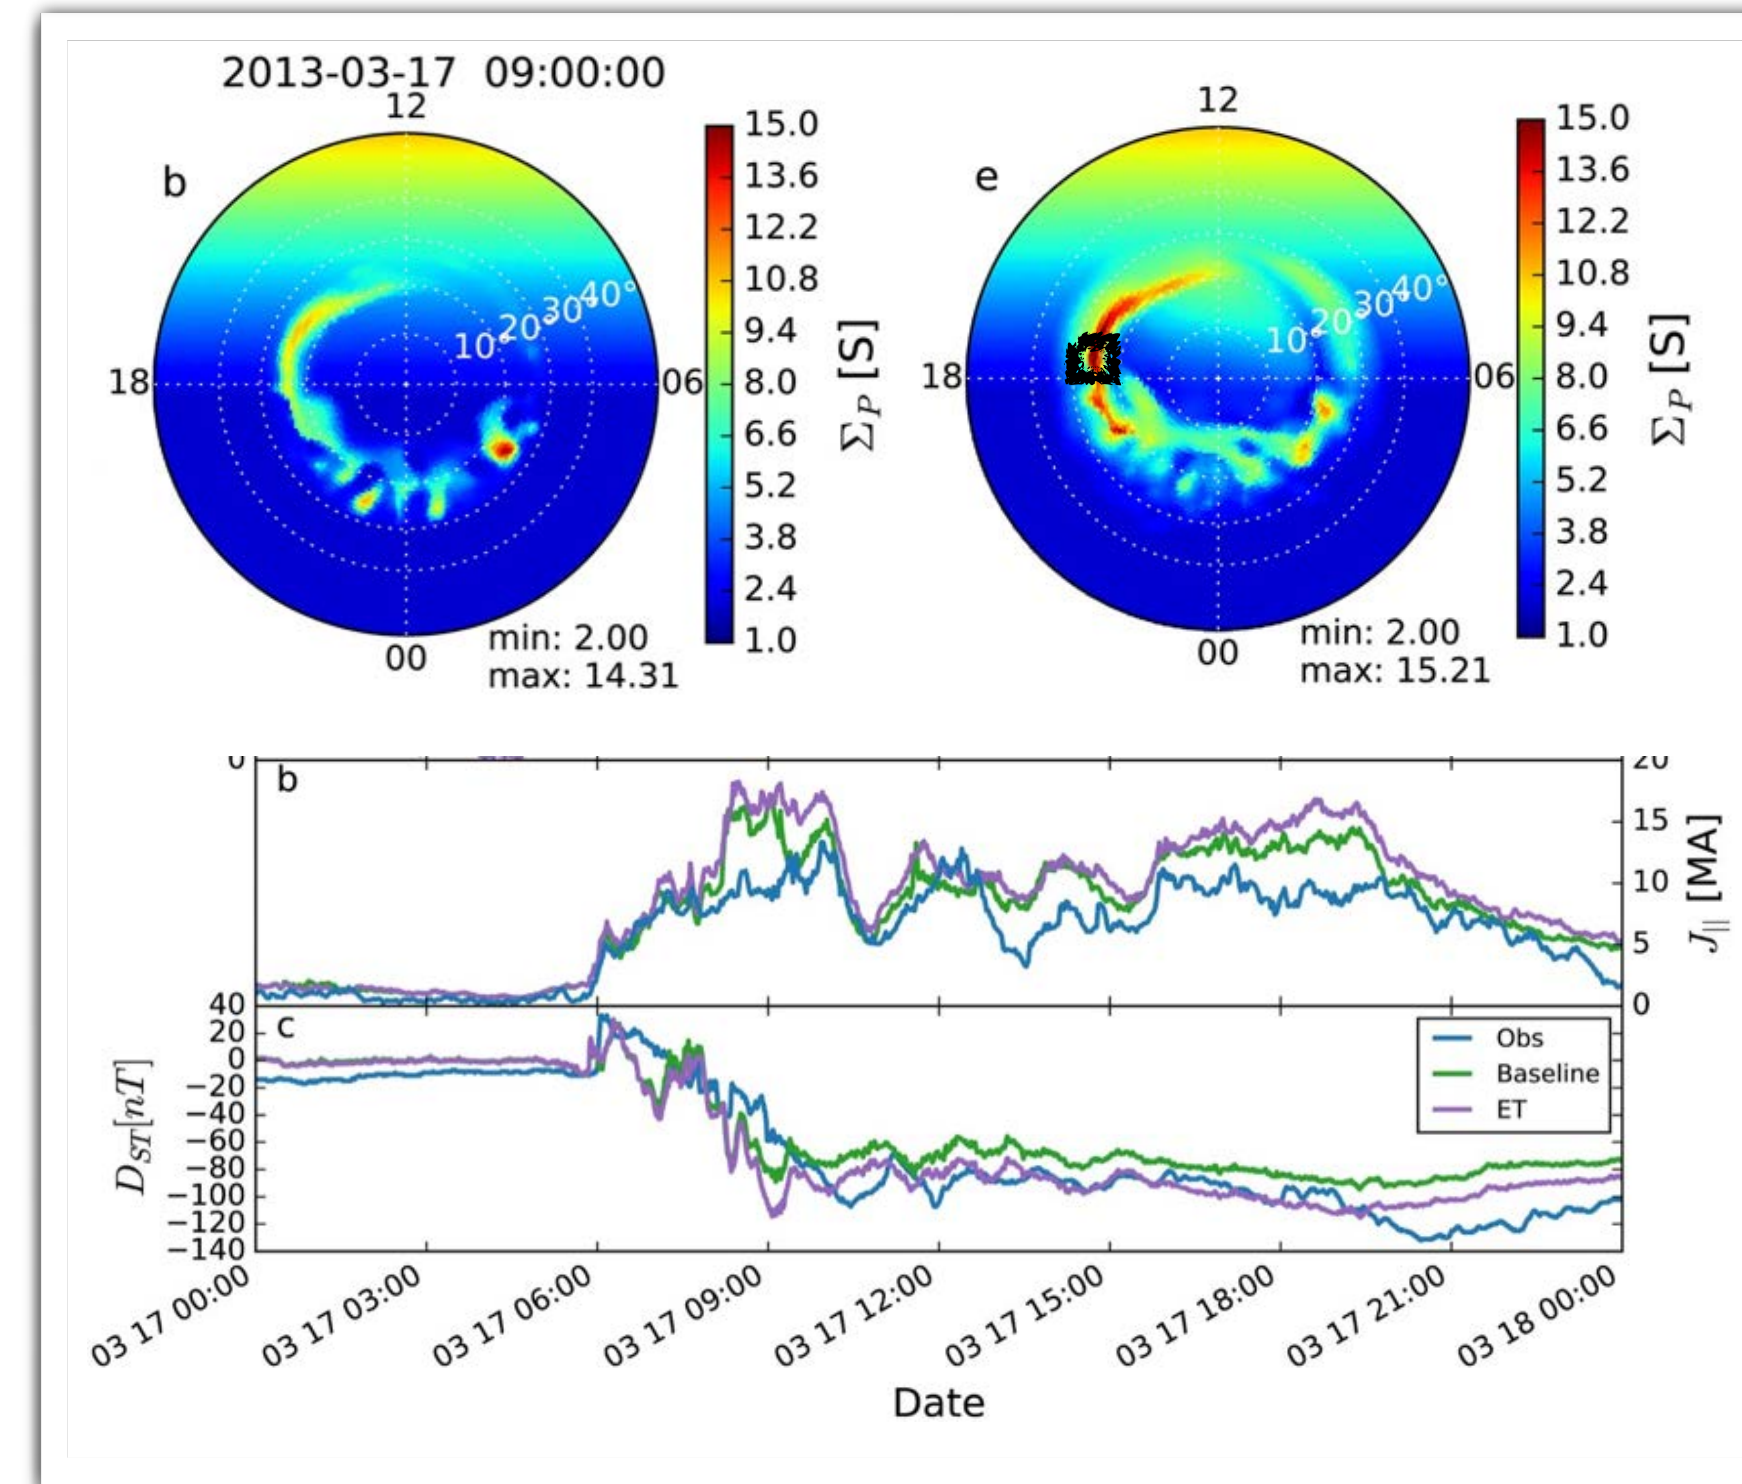 2013-03-17 09:00:00
12
b
18
06
00
10°
20°
30°
40°
min: 2.00
max: 14.31
15.0
13.6
12.2
10.8
9.4
8.0
6.6
5.2
3.8
2.4
1.0
Σ_P [S]
12
e
18
06
00
10°
20°
30°
40°
min: 2.00
max: 15.21
15.0
13.6
12.2
10.8
9.4
8.0
6.6
5.2
3.8
2.4
1.0
Σ_P [S]
0
b
20
15
10
5
0
J_|| [MA]
c
40
20
0
−20
−40
−60
−80
−100
−120
−140
D_ST[nT]
Obs
Baseline
ET
03 17 00:00
03 17 03:00
03 17 06:00
03 17 09:00
03 17 12:00
03 17 15:00
03 17 18:00
03 17 21:00
03 18 00:00
Date